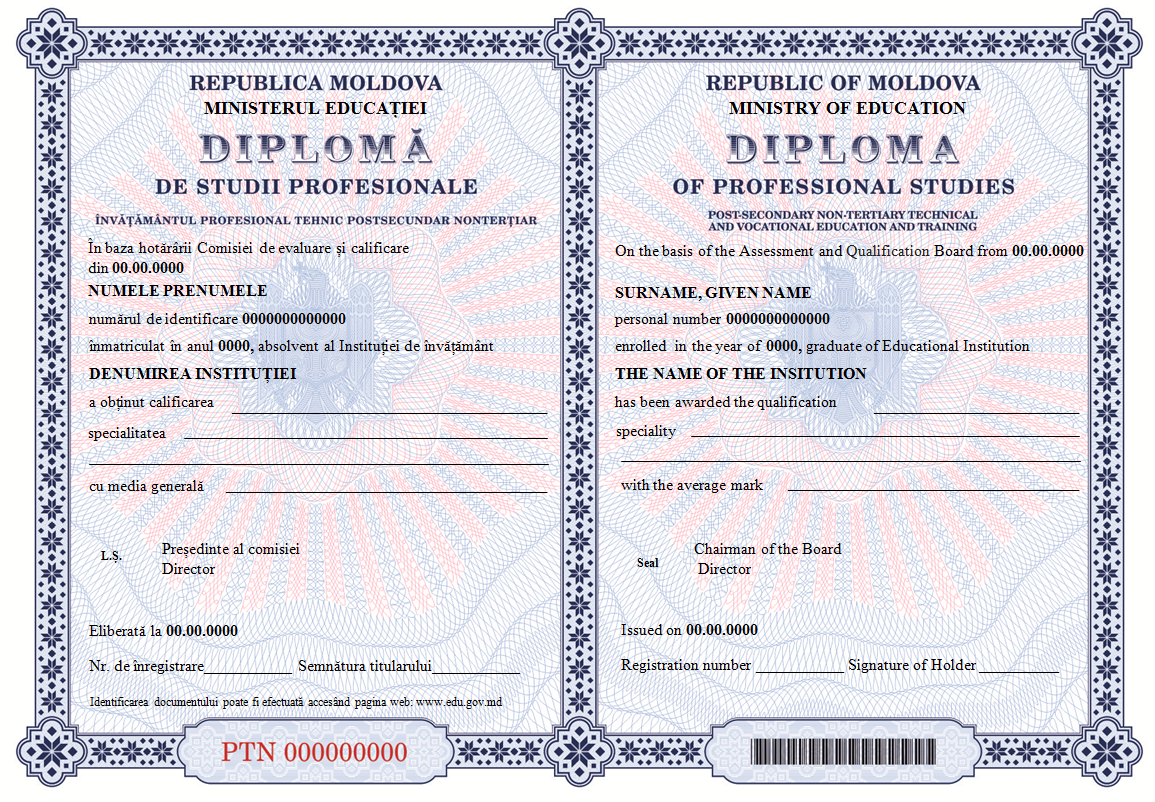 REPUBLICA MOLDOVA
MINISTERUL EDUCAȚIEI
DIPLOMĂ
DE STUDII PROFESIONALE
ÎNVĂȚĂMÂNTUL PROFESIONAL TEHNIC POSTSECUNDAR NONTERȚIAR
În baza hotărârii Comisiei de evaluare și calificare
din 00.00.0000
NUMELE PRENUMELE
numărul de identificare 0000000000000
înmatriculat în anul 0000, absolvent al Instituției de învățământ
DENUMIREA INSTITUȚIEI
a obținut calificarea
specialitatea
cu media generală
L.Ș.
Președinte al comisiei
Director
Eliberată la 00.00.0000
Nr. de înregistrare___________ Semnătura titularului___________
Identificarea documentului poate fi efectuată accesând pagina web: www.edu.gov.md
PTN 000000000
REPUBLIC OF MOLDOVA
MINISTRY OF EDUCATION
DIPLOMA
OF PROFESSIONAL STUDIES
POST-SECONDARY NON-TERTIARY TECHNICAL
AND VOCATIONAL EDUCATION AND TRAINING
On the basis of the Assessment and Qualification Board from 00.00.0000
SURNAME, GIVEN NAME
personal number 0000000000000
enrolled in the year of 0000, graduate of Educational Institution
THE NAME OF THE INSITUTION
has been awarded the qualification
speciality
with the average mark
Seal
Chairman of the Board
Director
Issued on 00.00.0000
Registration number___________ Signature of Holder__________